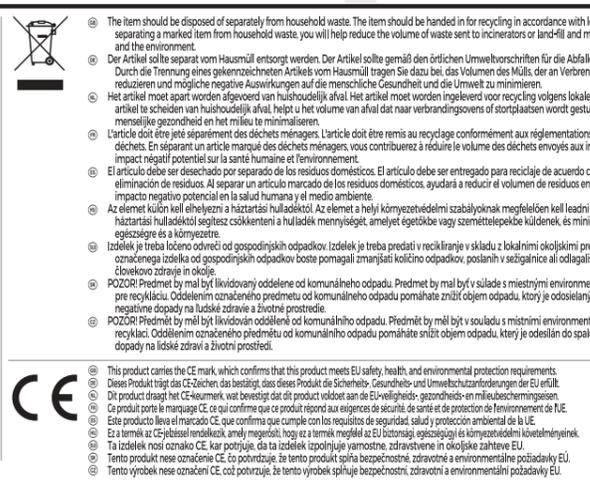 GB The item should be disposed of separately from household waste. The item should be handed in for recycling in accordance with
separating a marked item from household waste, you will help reduce the volume of waste sent to incinerators or land-fill and
and the environment.
DE Der Artikel sollte separat vom Hausmüll entsorgt werden. Der Artikel sollte gemäß den örtlichen Umweltvorschriften für die
Durch die Trennung eines gekennzeichneten Artikels vom Hausmüll tragen Sie dazu bei, das Volumen des Mülls, der an
reduzieren und mögliche negative Auswirkungen auf die menschliche Gesundheit und die Umwelt zu minimieren.
NL Het artikel moet apart worden afgevoerd van huishoudelijk afval. Het artikel moet worden ingeleverd voor recycling volgens
artikel te scheiden van huishoudelijk afval, helpt u het volume van afval dat naar verbrandingsovens of stortplaatsen wordt
menselijke gezondheid en het milieu te minimaliseren.
FR L'article doit être jeté séparément des déchets ménagers. L'article doit être remis au recyclage conformément aux
déchets. En séparant un article marqué des déchets ménagers, vous contribuerez à réduire le volume des déchets envoyés aux
impact négatif potentiel sur la santé humaine et l'environnement.
ES El artículo debe ser desechado por separado de los residuos domésticos. El artículo debe ser entregado para reciclaje de acuerdo
eliminación de residuos. Al separar un artículo marcado de los residuos domésticos, ayudará a reducir el volumen de residuos
impacto negativo potencial en la salud humana y el medio ambiente.
HU Az elemet külön kell elhelyezni a háztartási hulladéktól. Az elemet a helyi környezetvédelmi szabályoknak megfelelően kell leadni
háztartási hulladéktól segítesz csökkenteni a hulladék mennyiségét, amelyet égetőkbe vagy szeméttelepekbe küldenek, és
egészségre és a környezetre.
Izdelek je treba ločeno odvreči od gospodinjskih odpadkov. Izdelek je treba predati v recikliranje v skladu z lokalnimi okoljskimi
označenega izdelka od gospodinjskih odpadkov boste pomagali zmanjšati količino odpadkov, poslanih v sežigalnice ali
človekovo zdravje in okolje.
SK POZOR! Predmet by mal byť likvidovaný oddelene od komunálneho odpadu. Predmet by mal byť v súlade s miestnými
pre recykláciu. Oddelením označeného predmetu od komunálneho odpadu pomáhate znížiť objem odpadu, ktorý je
negatívne dopady na ľudské zdravie a životné prostredie.
CZ POZOR! Předmět by měl být likvidován odděleně od komunálního odpadu. Předmět by měl být v souladu s místními
recyklaci. Oddělením označeného předmětu od komunálního odpadu pomáháte snížit objem odpadu, který je odesílán do
dopady na lidské zdraví a životní prostředí.
CE
GB This product carries the CE mark, which confirms that this product meets EU safety, health, and environmental protection requirements.
DE Dieses Produkt trägt das CE-Zeichen, das bestätigt, dass dieses Produkt die Sicherheits-, Gesundheits- und Umweltschutzanforderungen der EU erfüllt.
NL Dit product draagt het CE-keurmerk, wat bevestigt dat dit product voldoet aan de EU-veiligheids-, gezondheids- en milieubeschermingseisen.
FR Ce produit porte le marquage CE, ce qui confirme que ce produit répond aux exigences de sécurité, de santé et de protection de l'environnement de l'UE.
ES Este producto lleva el marcado CE, que confirma que cumple con los requisitos de seguridad, salud y protección ambiental de la UE.
HU Ez a termék az CE-jelzéssel rendelkezik, amely megerősíti, hogy ez a termék megfelel az EU biztonsági, egészségügyi és környezetvédelmi követelményeinek.
Ta izdelek nosi oznako CE, kar potrjuje, da ta izdelek izpolnjuje varnostne, zdravstvene in okoljske zahteve EU.
SK Tento produkt nese označenie CE, čo potvrdzuje, že tento produkt spĺňa bezpečnostné, zdravotné a environmentálne požiadavky EÚ.
CZ Tento výrobek nese označení CE, což potvrzuje, že tento výrobek splňuje bezpečnostní, zdravotní a environmentální požadavky EU.